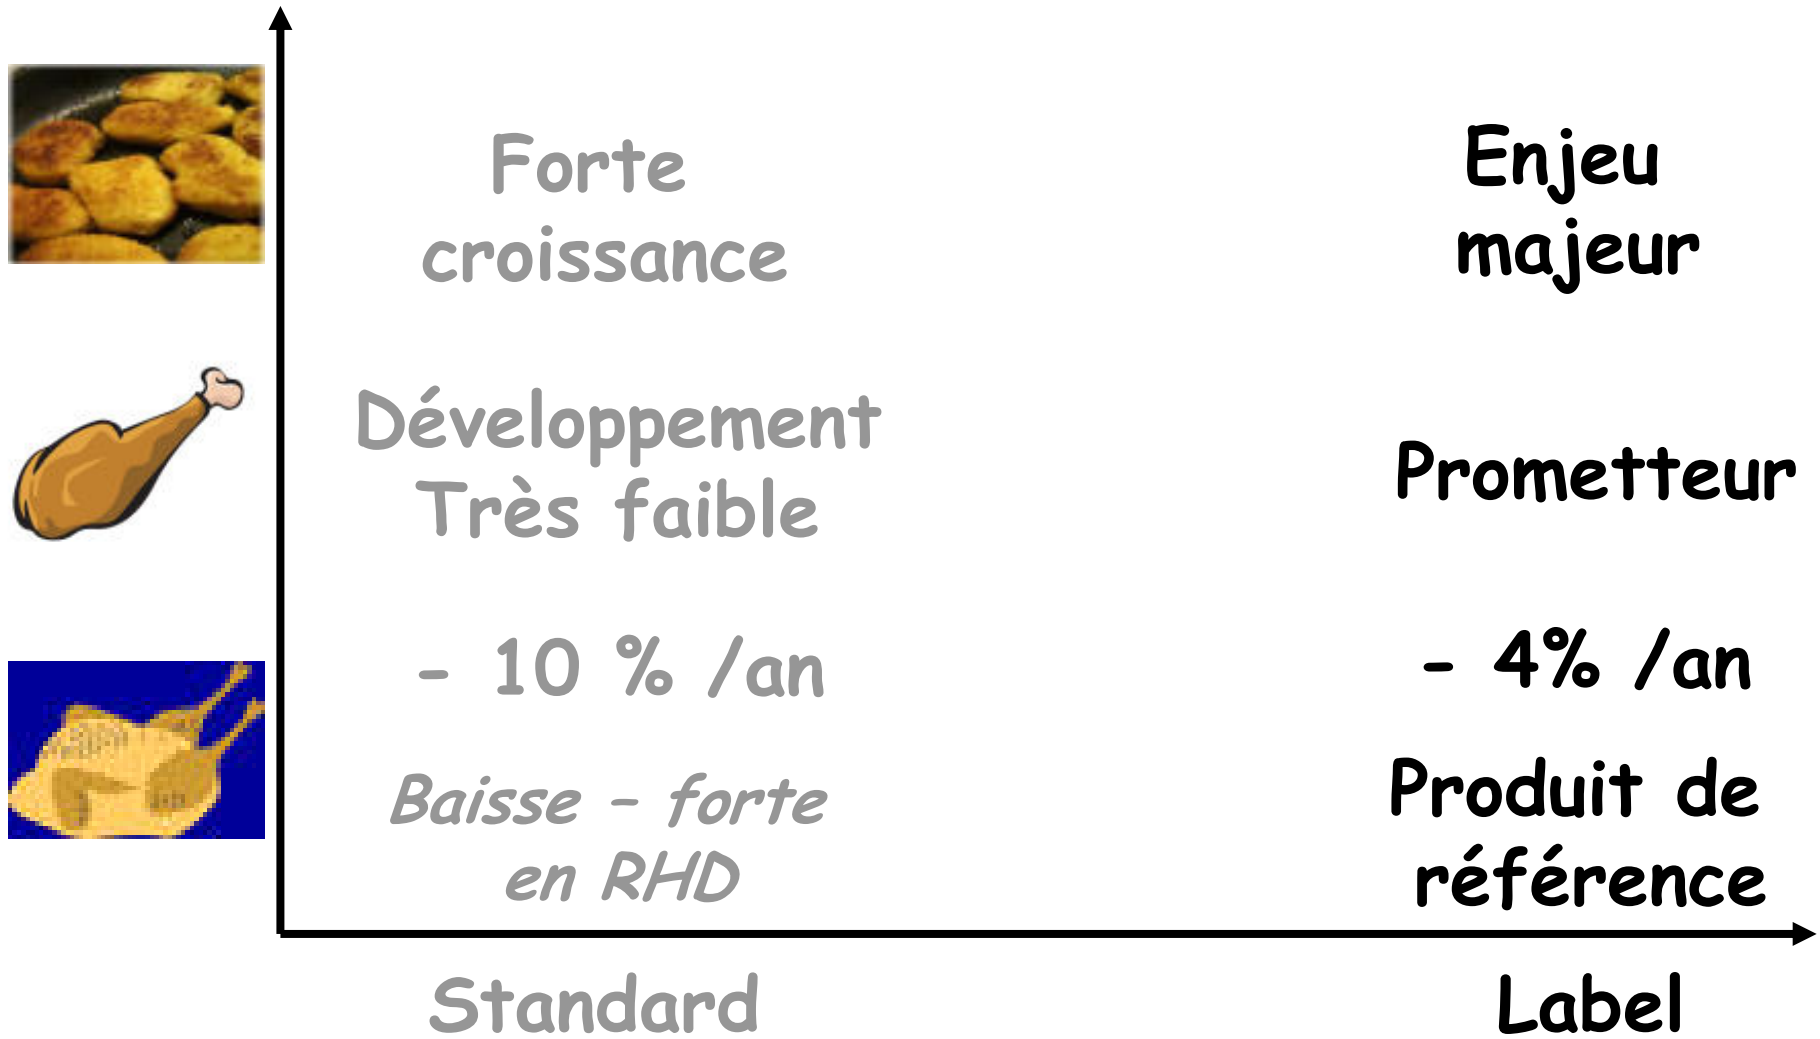 Forte
croissance
Enjeu
majeur
Développement
Très faible
Prometteur
- 10 % /an
- 4% /an
Baisse – forte
en RHD
Produit de
référence
Standard
Label